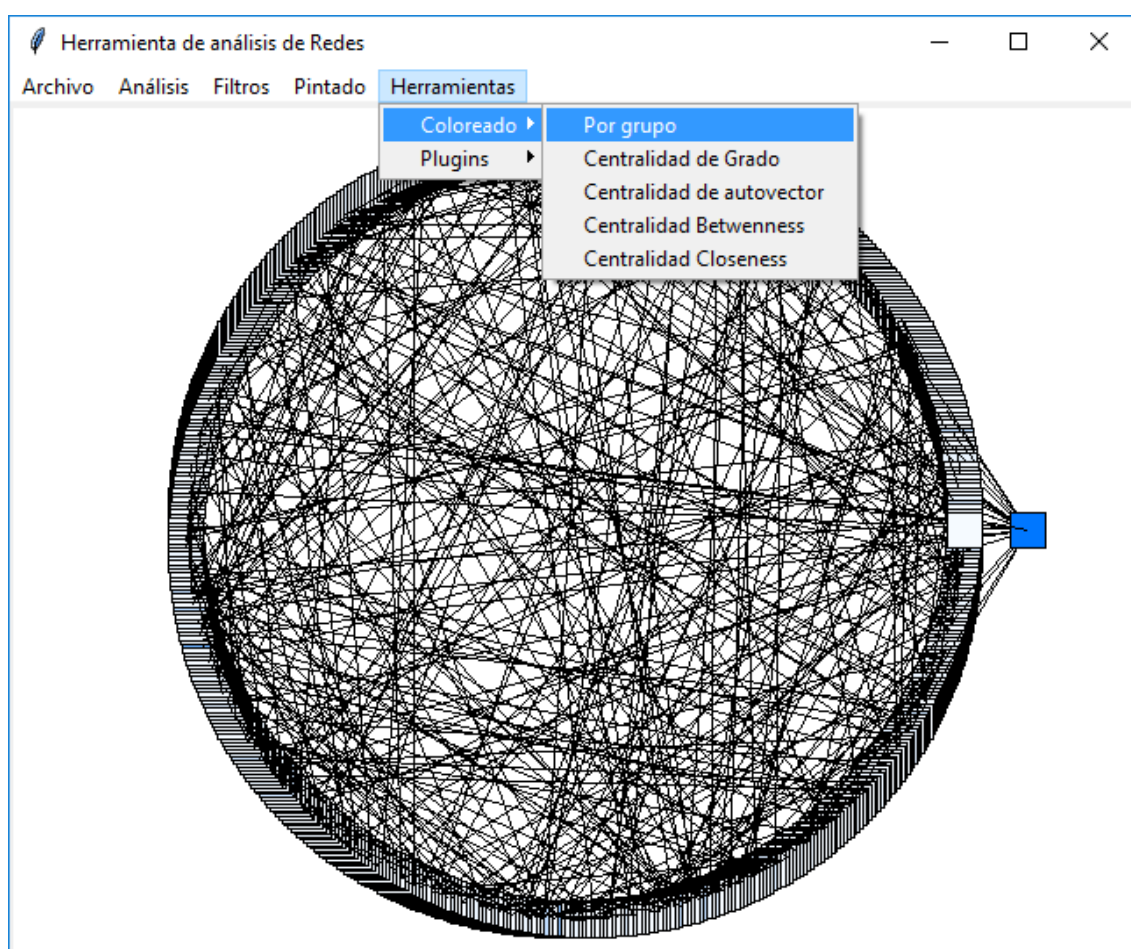 Herramienta de análisis de Redes
Archivo Análisis Filtros Pintado Herramientas
Coloreado Por grupo
Plugins Centralidad de Grado
Centralidad de autovector
Centralidad Betwenness
Centralidad Closeness